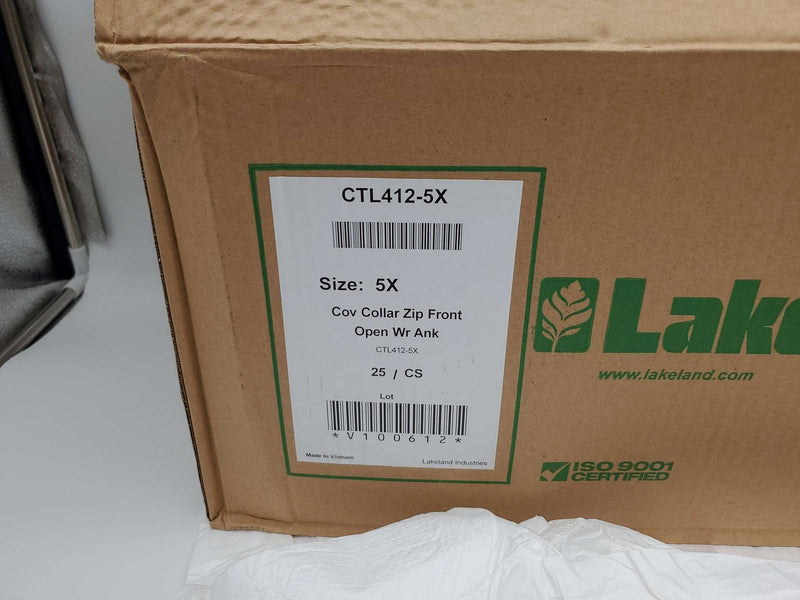 CTL412-5X
Size: 5X
Cov Collar Zip Front
Open Wr Ank
CTL412-5X
25 / CS
Lot
*V100612*
Made In Vietnam
Lakeland Industries
Lake
www.lakeland.com
ISO 9001
CERTIFIED